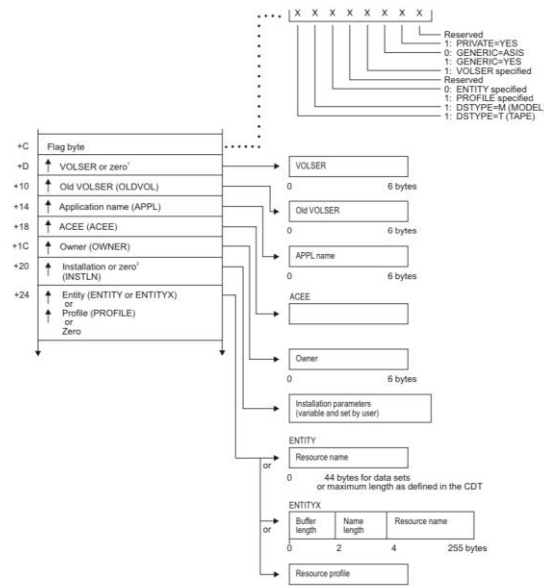 X X X X X X X X
Reserved
1: PRIVATE=YES
0: GENERIC=ASIS
1: GENERIC=YES
1: VOLSER specified
Reserved
0: ENTITY specified
1: PROFILE specified
1: DSTYPE=M (MODEL)
1: DSTYPE=T (TAPE)
+C Flag byte
+D VOLSER or zero¹
+10 Old VOLSER (OLDVOL)
+14 Application name (APPL)
+18 ACEE (ACEE)
+1C Owner (OWNER)
+20 Installation or zero²
(INSTLN)
+24 Entity (ENTITY or ENTITYX)
or
Profile (PROFILE)
or
Zero
VOLSER
0 6 bytes
Old VOLSER
0 6 bytes
APPL name
0 6 bytes
ACEE
Owner
0 6 bytes
Installation parameters
(variable and set by user)
ENTITY
or Resource name
0 44 bytes for data sets
or maximum length as defined in the CDT
ENTITYX
or Buffer length Name length Resource name
0 2 4 255 bytes
Resource profile